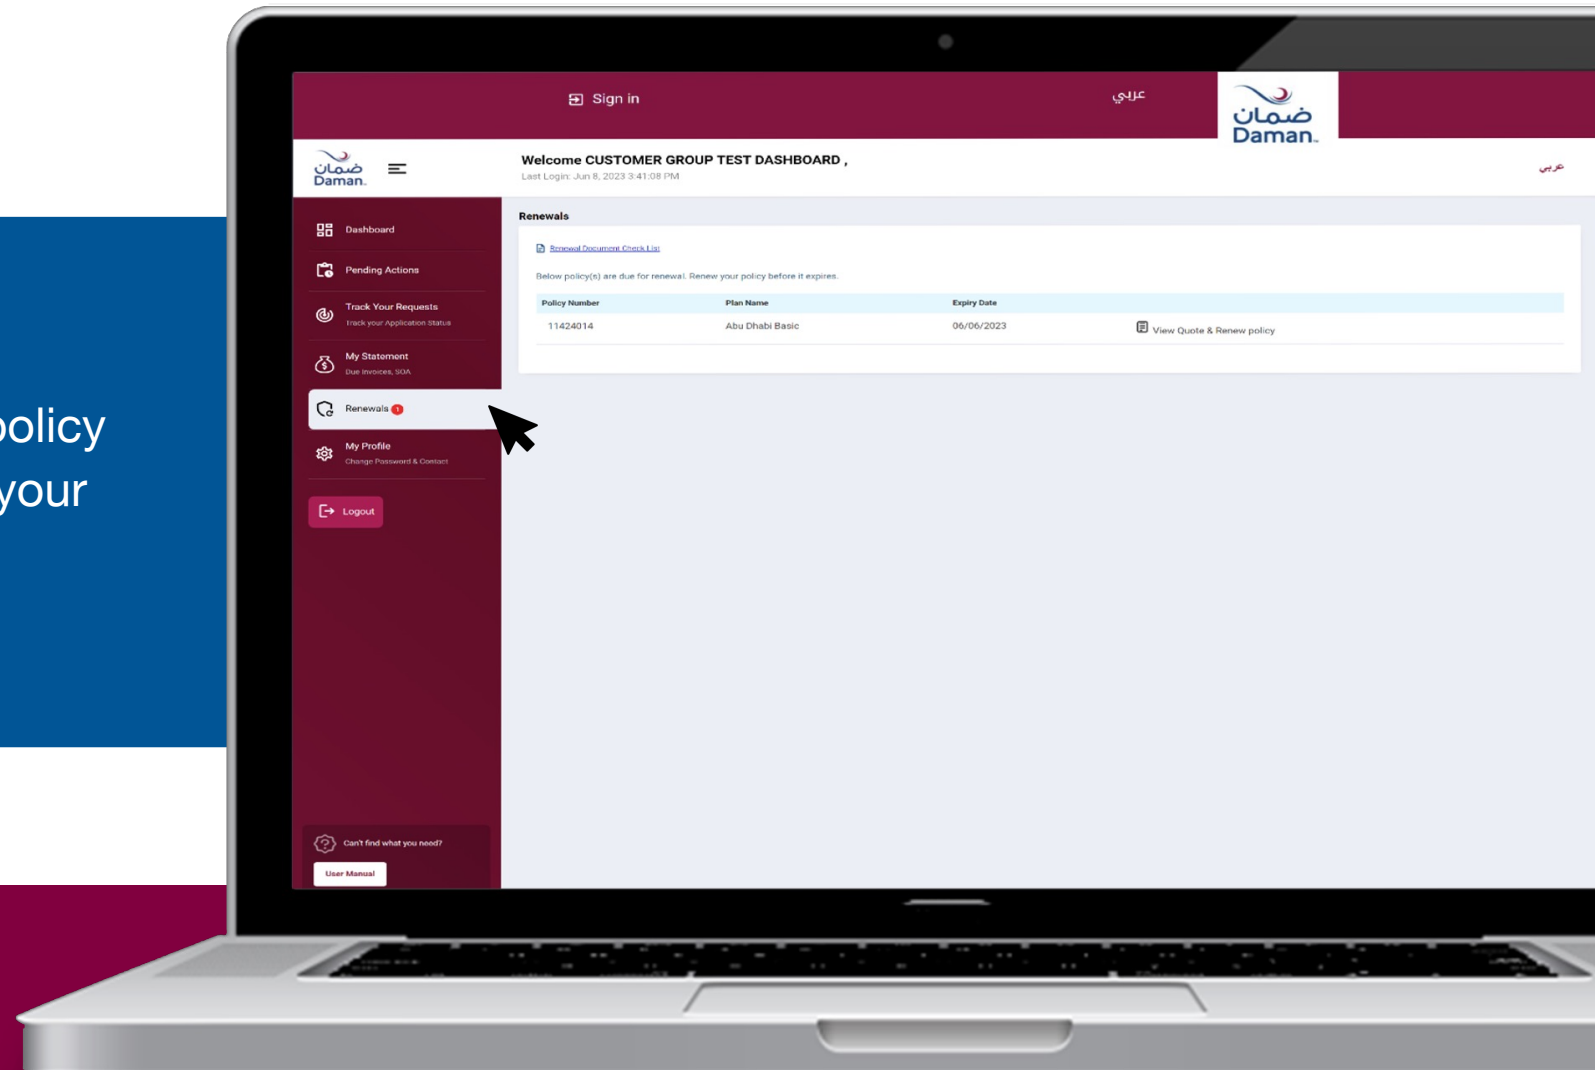 policy
your
Sign in
عربي
ضمان
Daman
ضمان
Daman
Welcome CUSTOMER GROUP TEST DASHBOARD ,
Last Login: Jun 8, 2023 3:41:08 PM
عربي
Dashboard
Pending Actions
Track Your Requests
Track your Application Status
My Statement
Due Invoices, SOA
Renewals 1
My Profile
Change Password & Contact
Logout
Can't find what you need?
User Manual
Renewals
Renewal Document Check List
Below policy(s) are due for renewal. Renew your policy before it expires.
Policy Number Plan Name Expiry Date
11424014 Abu Dhabi Basic 06/06/2023 View Quote & Renew policy